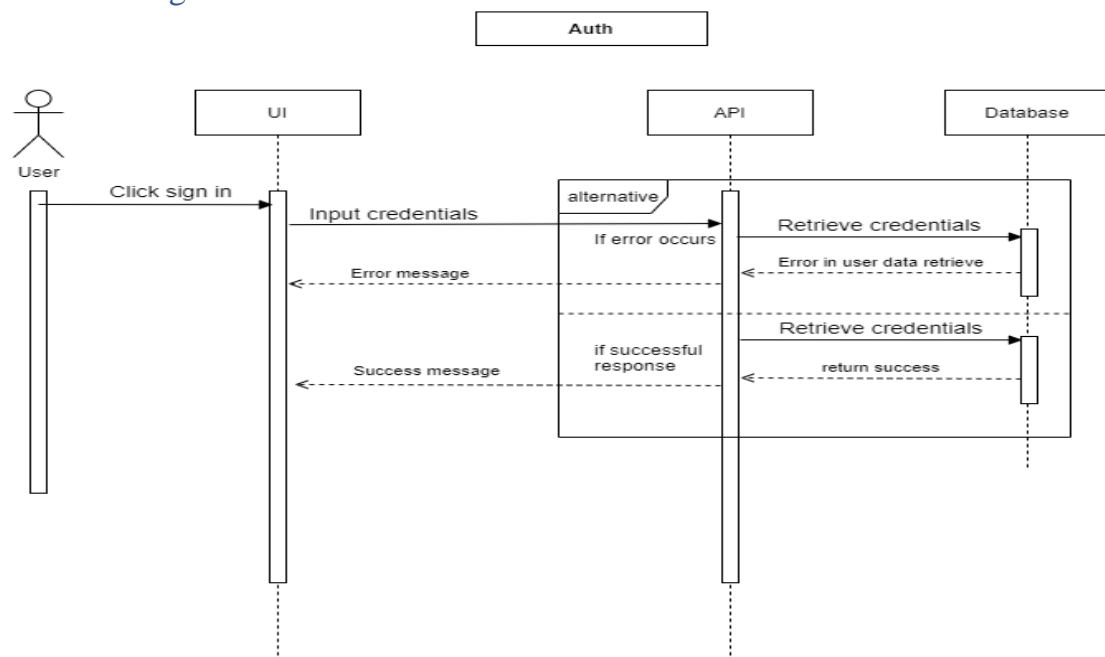 Auth
UI
API
Database
User
Click sign in
alternative
Input credentials
Retrieve credentials
If error occurs
Error in user data retrieve
Error message
Retrieve credentials
if successful
response
return success
Success message